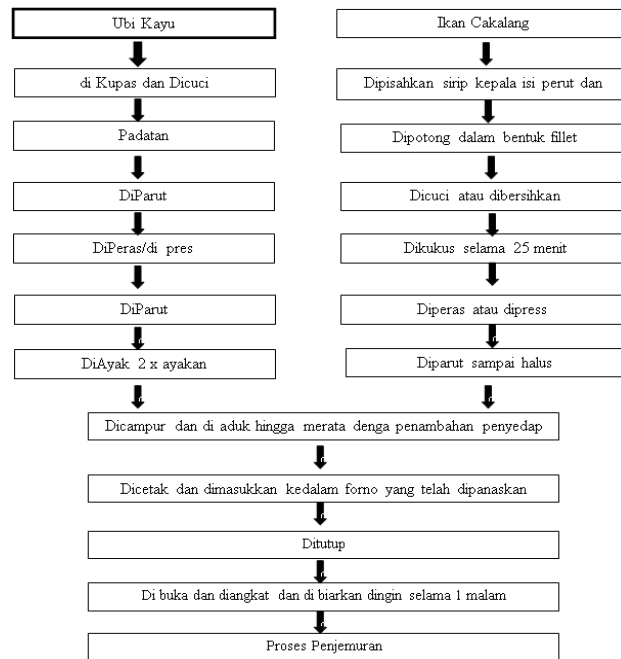 Ubi Kayu
di Kupas dan Dicuci
Padatan
DiParut
DiPeras/di pres
DiParut
DiAyak 2 x ayakan
Ikan Cakalang
Dipisahkan sirip kepala isi perut dan
Dipotong dalam bentuk fillet
Dicuci atau dibersihkan
Dikukus selama 25 menit
Diperas atau dipress
Diparut sampai halus
Dicampur dan di aduk hingga merata denga penambahan penyedap
Dicetak dan dimasukkan kedalam forno yang telah dipanaskan
Ditutup
Di buka dan diangkat dan di biarkan dingin selama 1 malam
Proses Penjemuran